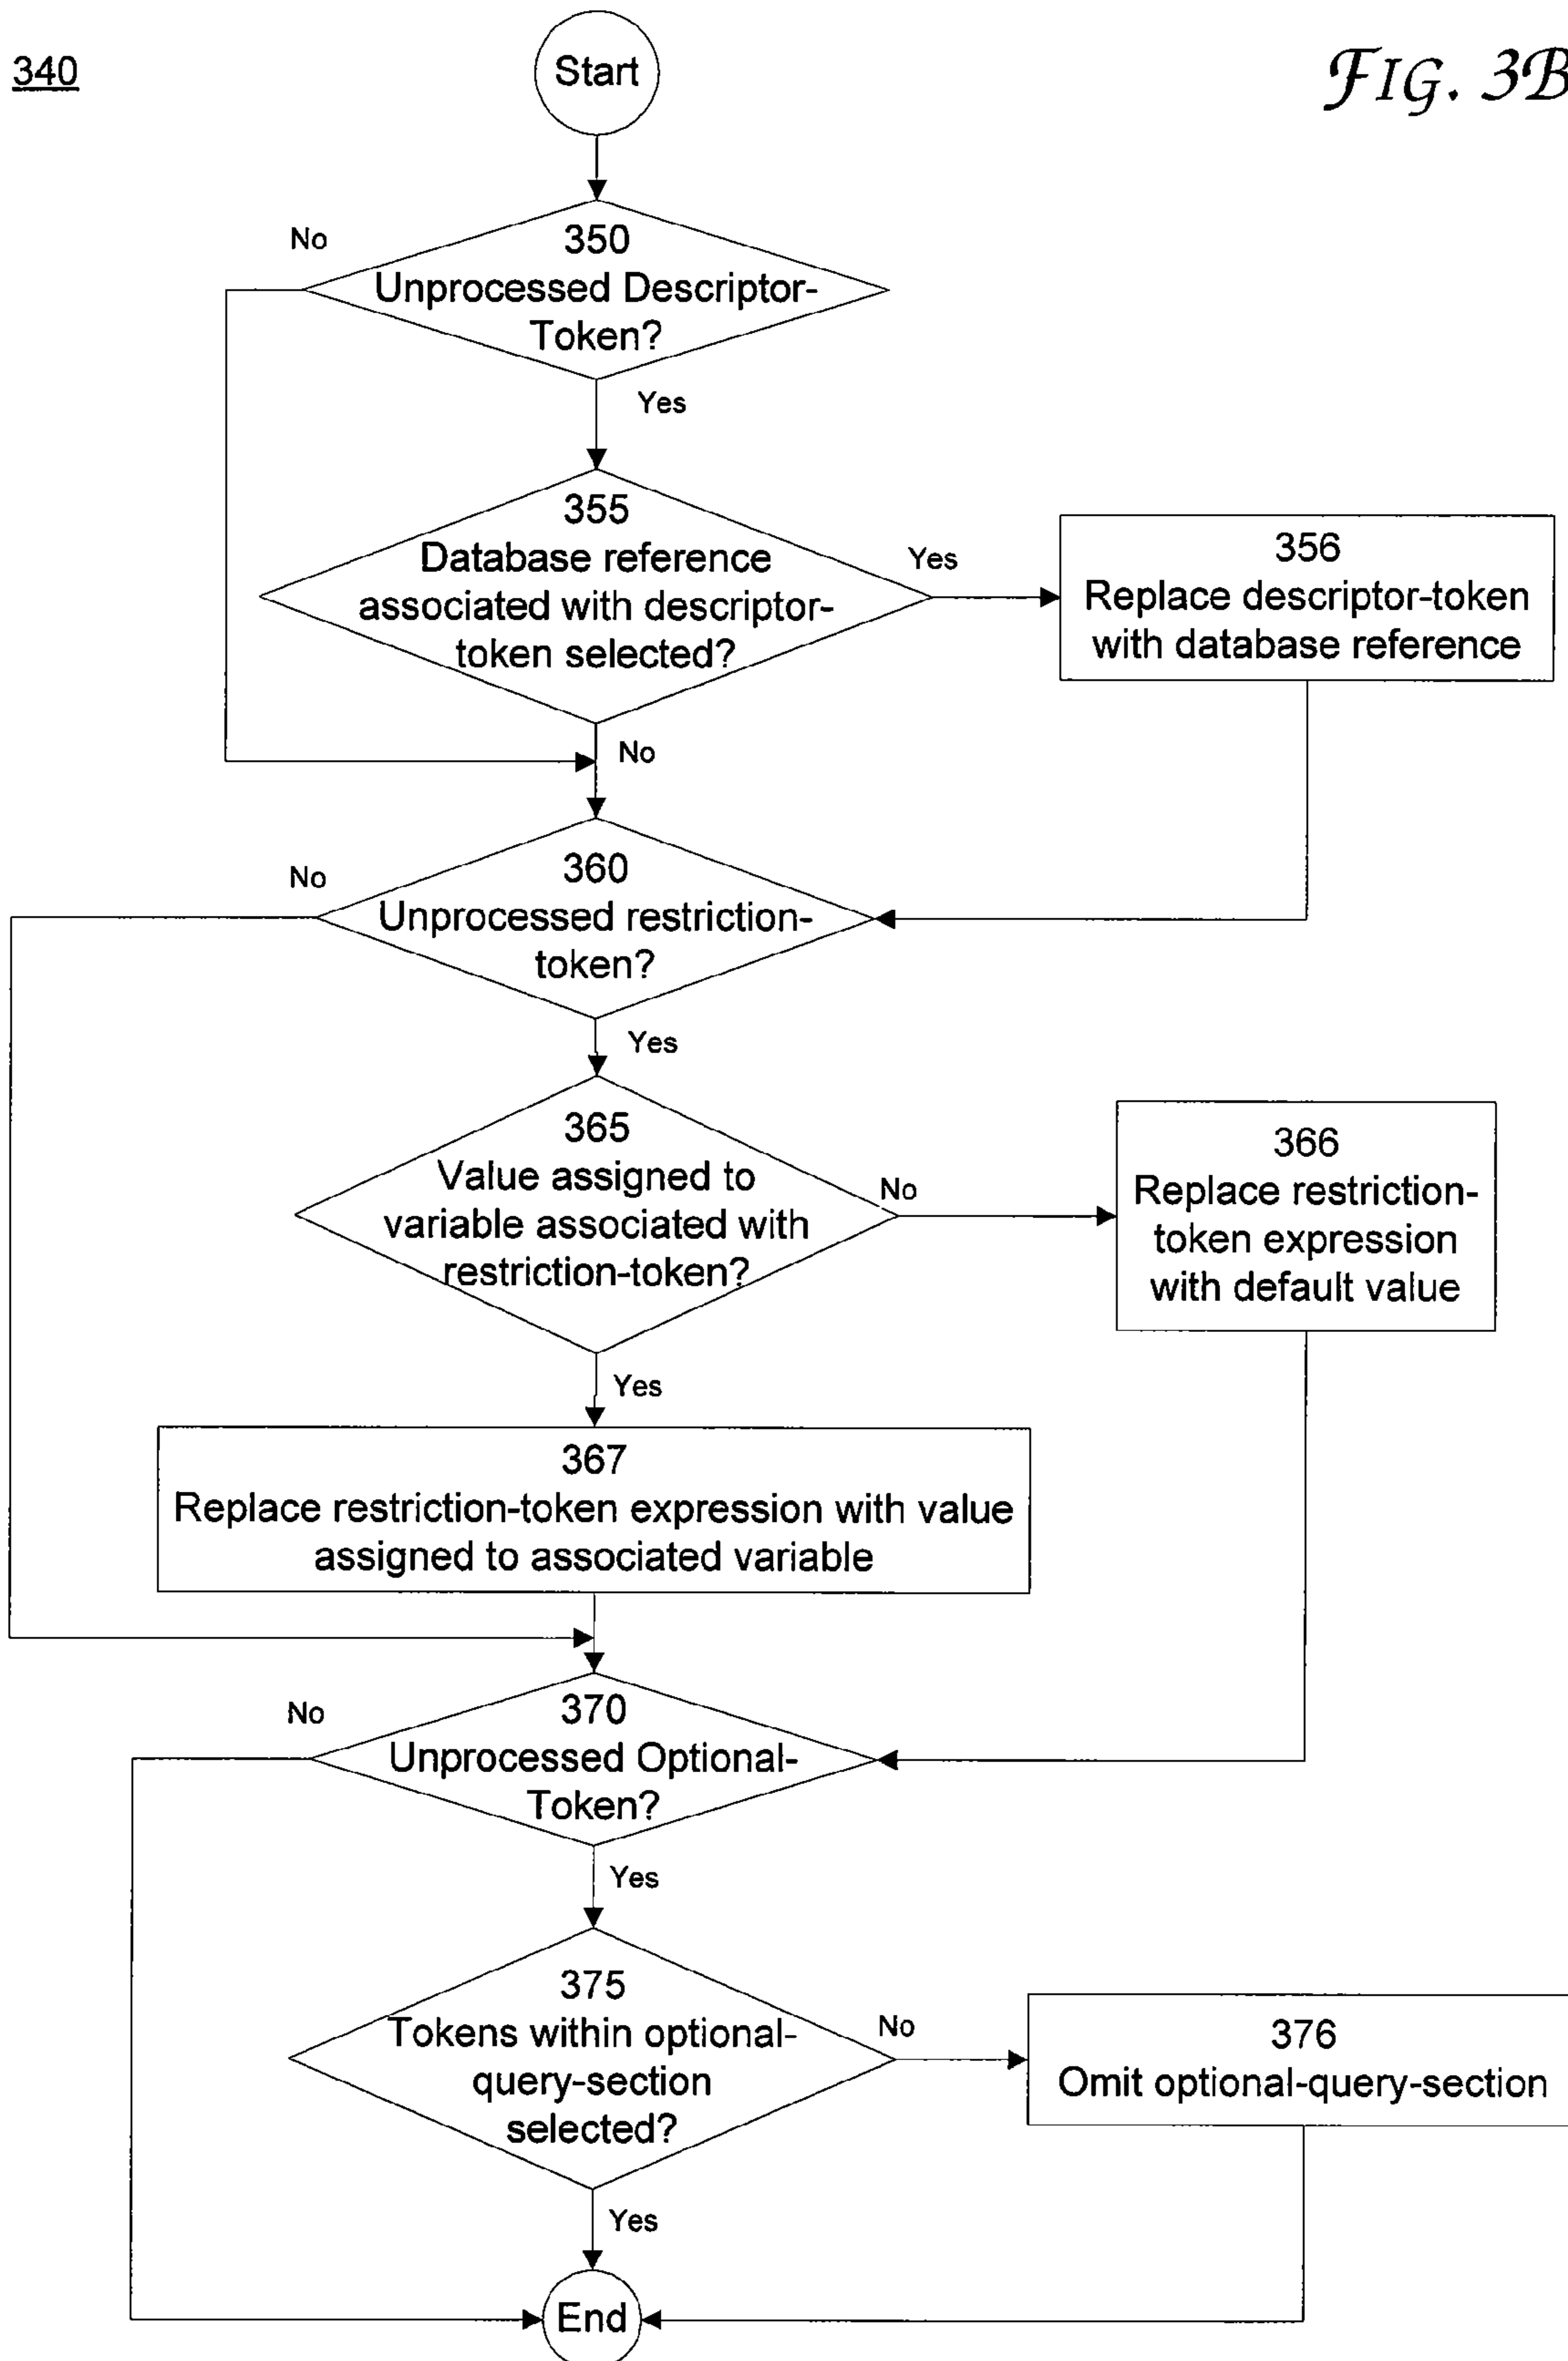 340
Start
FIG. 3B
No
350
Unprocessed Descriptor-
Token?
Yes
355
Database reference
associated with descriptor-
token selected?
Yes
356
Replace descriptor-token
with database reference
No
No
360
Unprocessed restriction-
token?
Yes
365
Value assigned to
variable associated with
restriction-token?
No
366
Replace restriction-
token expression
with default value
Yes
367
Replace restriction-token expression with value
assigned to associated variable
No
370
Unprocessed Optional-
Token?
Yes
375
Tokens within optional-
query-section
selected?
No
376
Omit optional-query-section
Yes
End